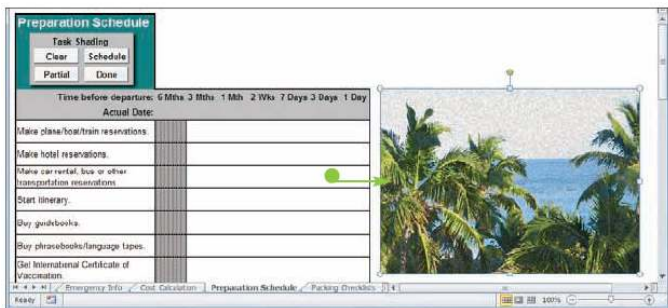 Preparation Schedule
Task Shading
Clear Schedule
Partial Done
Time before departure: 6 Mths 3 Mths 1 Mth 2 Wks 7 Days 3 Days 1 Day
Actual Date:
Make plane/boat/train reservations.
Make hotel reservations.
Make car rental, bus or other
transportation reservations
Start itinerary.
Buy guidebooks.
Buy phrasebooks/language tapes.
Get International Certificate of
Vaccination.
Emergency Info Cost Calculation Preparation Schedule Packing Checklists
Ready 100%